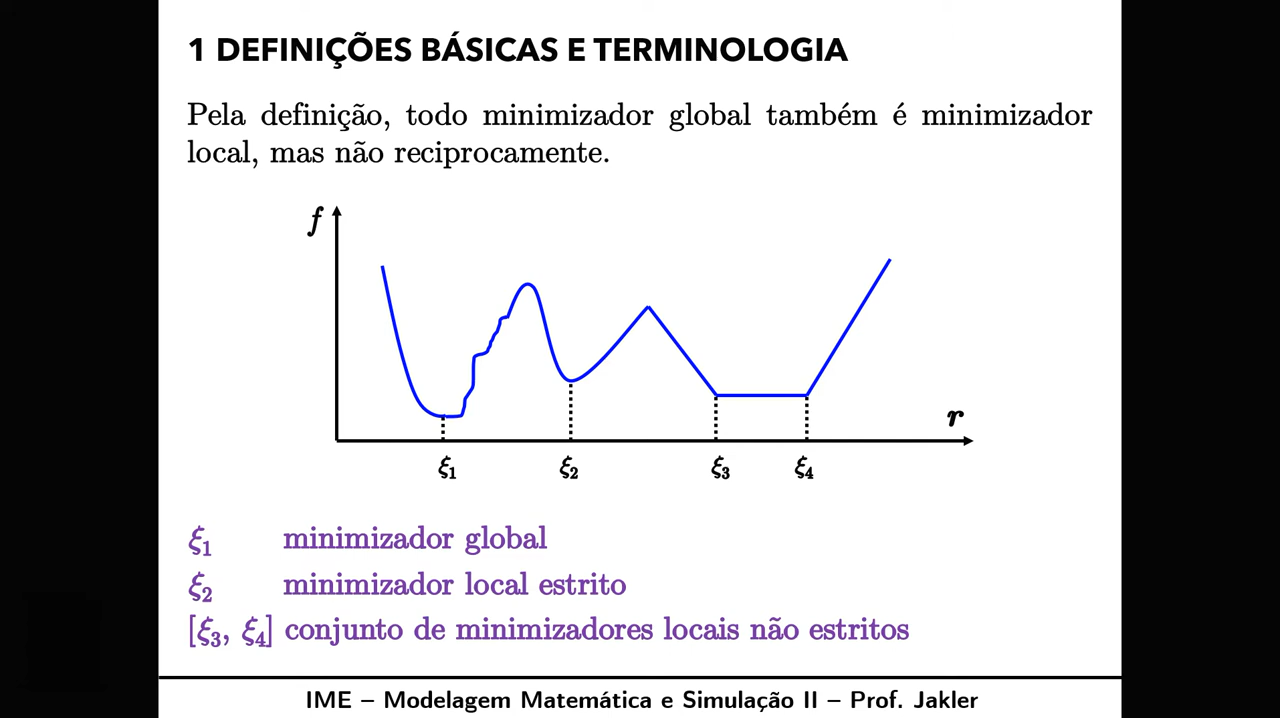 1 DEFINIÇÕES BÁSICAS E TERMINOLOGIA
Pela definição, todo minimizador global também é minimizador
local, mas não reciprocamente.
f
r
ξ₁ ξ₂ ξ₃ ξ₄
ξ₁ minimizador global
ξ₂ minimizador local estrito
[ξ₃, ξ₄] conjunto de minimizadores locais não estritos
IME – Modelagem Matemática e Simulação II – Prof. Jakler